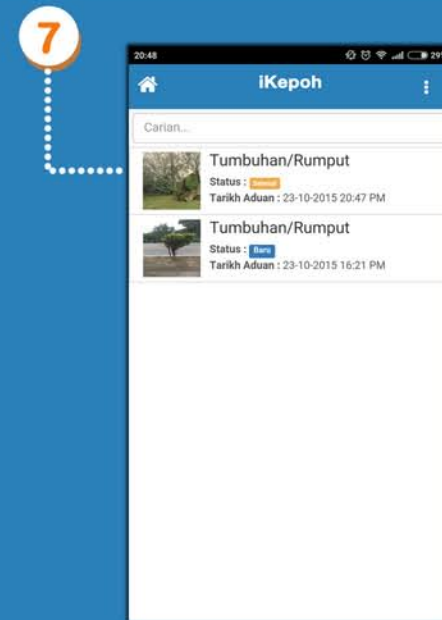 7
20:48
29%
iKepoh
Carian...
Tumbuhan/Rumput
Status :
Tarikh Aduan : 23-10-2015 20:47 PM
Tumbuhan/Rumput
Status : Baru
Tarikh Aduan : 23-10-2015 16:21 PM